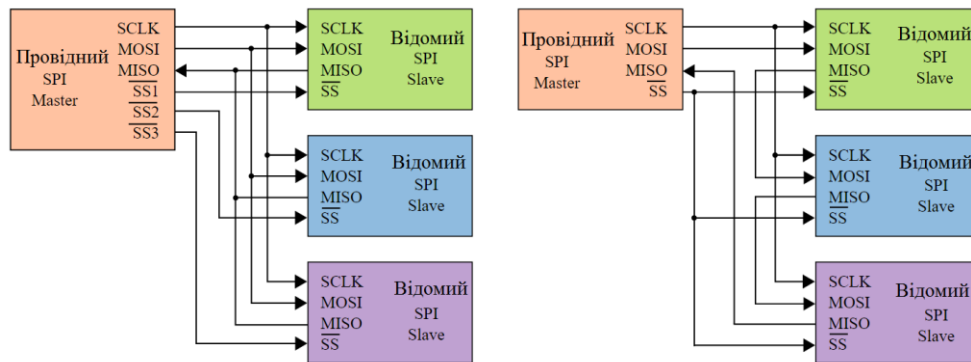 Провідний
SPI
Master
SCLK
MOSI
MISO
SS1
SS2
SS3
SCLK
MOSI
MISO
SS
Відомий
SPI
Slave
SCLK
MOSI
MISO
SS
Відомий
SPI
Slave
SCLK
MOSI
MISO
SS
Відомий
SPI
Slave
Провідний
SPI
Master
SCLK
MOSI
MISO
SS
SCLK
MOSI
MISO
SS
Відомий
SPI
Slave
SCLK
MOSI
MISO
SS
Відомий
SPI
Slave
SCLK
MOSI
MISO
SS
Відомий
SPI
Slave